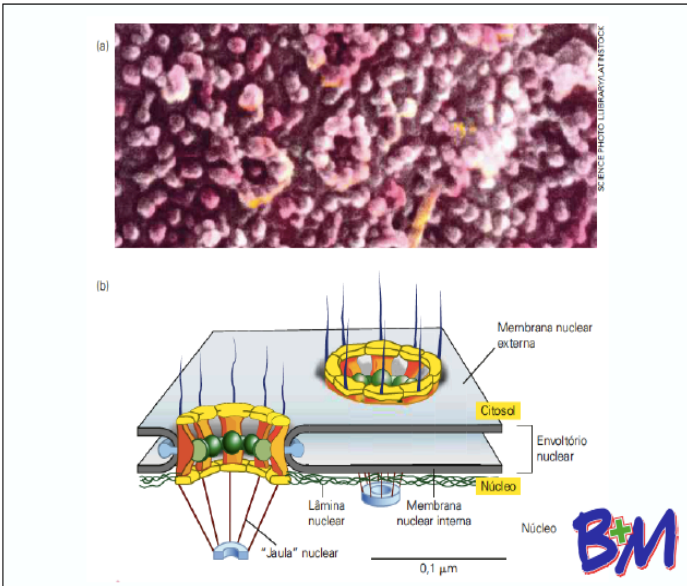 (a)
SCIENCE PHOTO LIBRARY/LATINSTOCK
(b)
Membrana nuclear
externa
Citosol
Envoltório
nuclear
Núcleo
Lâmina
nuclear
Membrana
nuclear interna
"Jaula" nuclear
Núcleo
0,1 µm
B+M